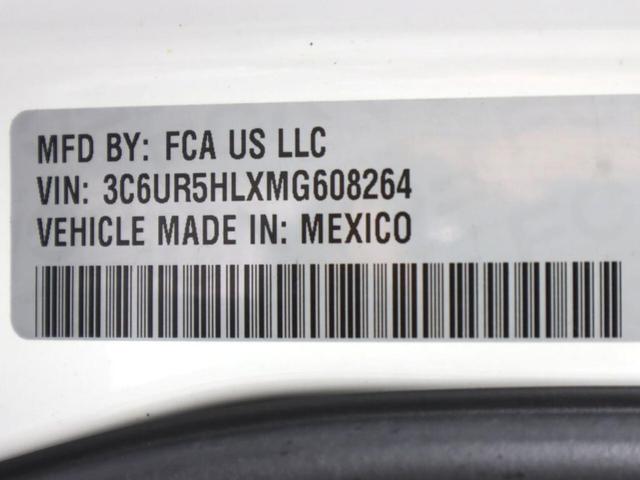 MFD BY: FCA US LLC
VIN: 3C6UR5HLXMG608264
VEHICLE MADE IN: MEXICO